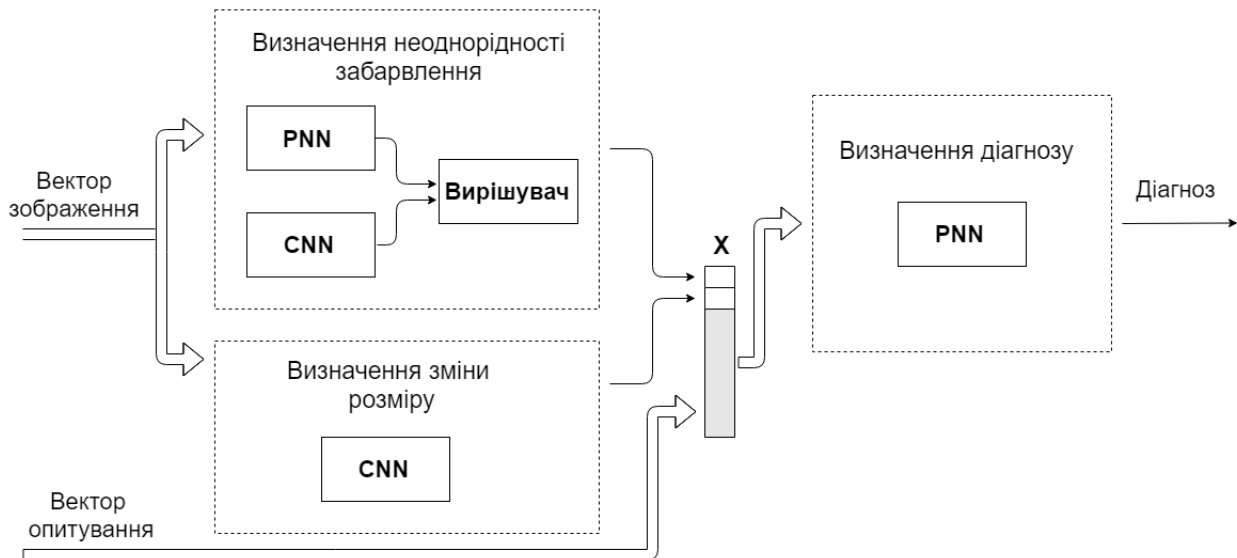 Визначення неоднорідності
забарвлення
PNN
CNN
Вирішувач
Вектор
зображення
Визначення зміни
розміру
CNN
Вектор
опитування
X
Визначення діагнозу
PNN
Діагноз